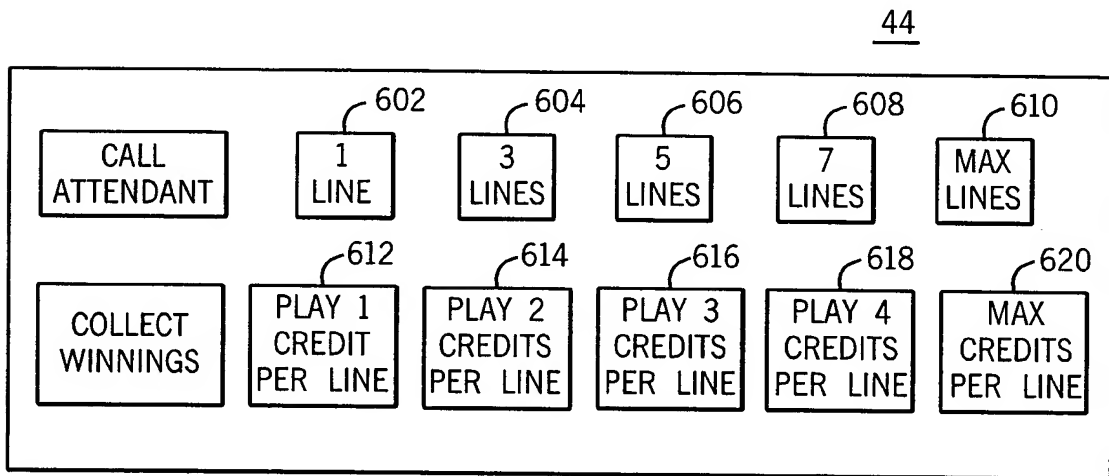 44
602
604
606
608
610
CALL
ATTENDANT
1
LINE
3
LINES
5
LINES
7
LINES
MAX
LINES
612
614
616
618
620
COLLECT
WINNINGS
PLAY 1
CREDIT
PER LINE
PLAY 2
CREDITS
PER LINE
PLAY 3
CREDITS
PER LINE
PLAY 4
CREDITS
PER LINE
MAX
CREDITS
PER LINE